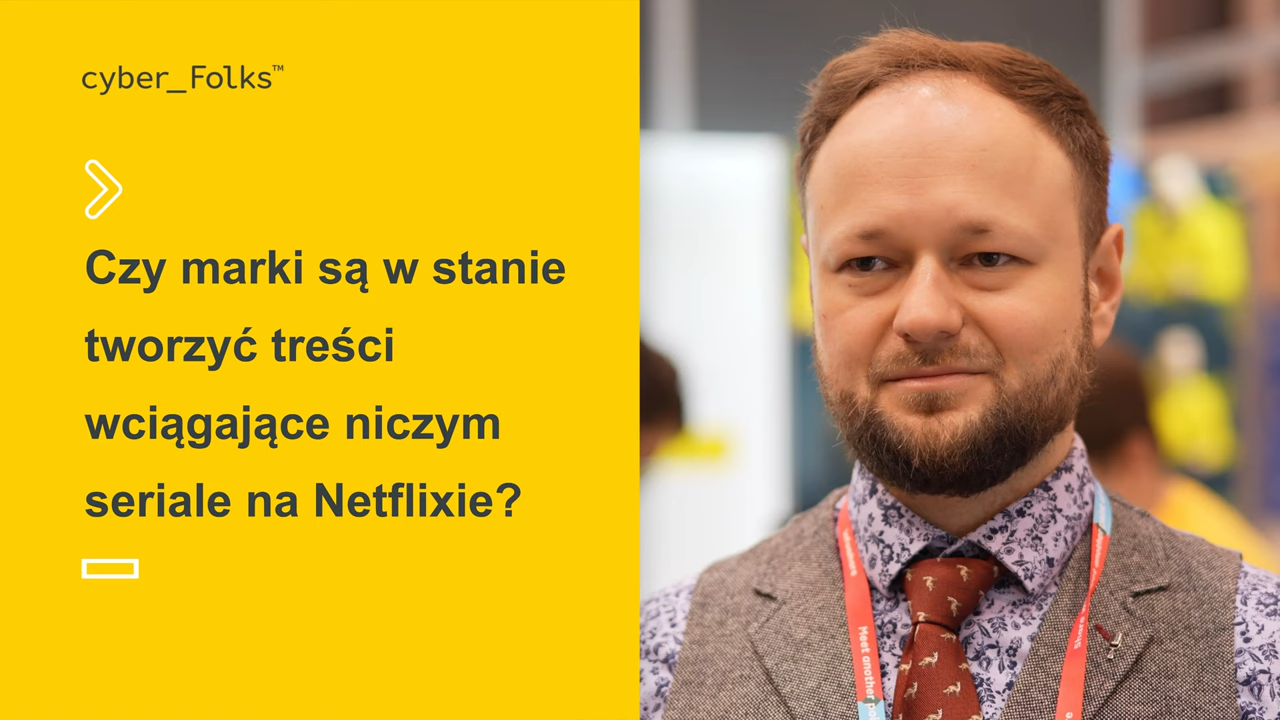 cyber_Folks™
Czy marki są w stanie
tworzyć treści
wciągające niczym
seriale na Netflixie?
Meet another